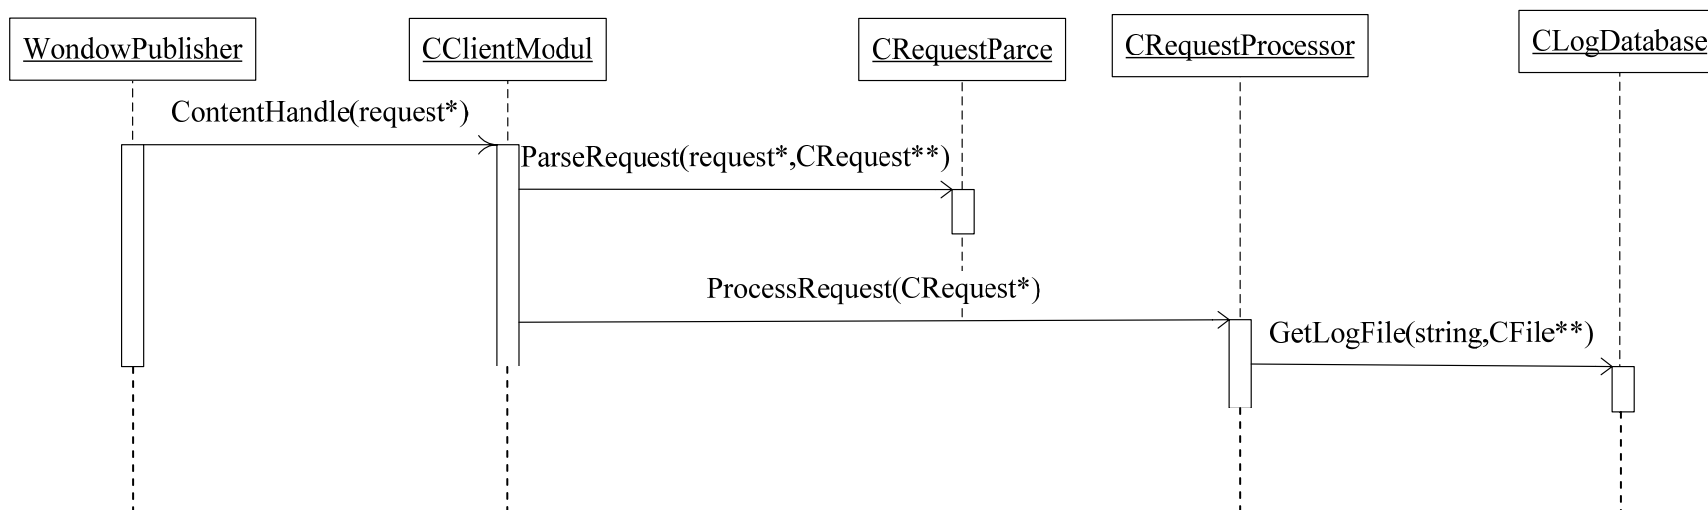 WondowPublisher
CClientModul
CRequestParce
CRequestProcessor
CLogDatabase
ContentHandle(request*)
ParseRequest(request*,CRequest**)
ProcessRequest(CRequest*)
GetLogFile(string,CFile**)